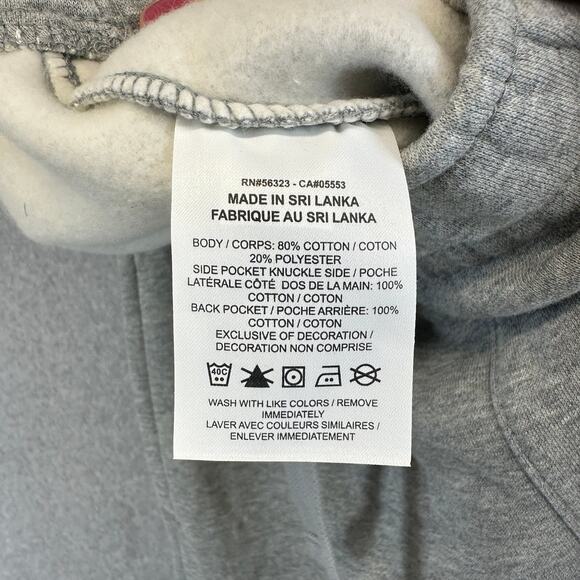 RN#56323 - CA#05553
MADE IN SRI LANKA
FABRIQUE AU SRI LANKA
BODY / CORPS: 80% COTTON / COTON
20% POLYESTER
SIDE POCKET KNUCKLE SIDE / POCHE
LATÉRALE CÔTÉ DOS DE LA MAIN: 100%
COTTON / COTON
BACK POCKET / POCHE ARRIÈRE: 100%
COTTON / COTON
EXCLUSIVE OF DECORATION /
DECORATION NON COMPRISE
40C
WASH WITH LIKE COLORS / REMOVE
IMMEDIATELY
LAVER AVEC COULEURS SIMILAIRES /
ENLEVER IMMÉDIATEMENT